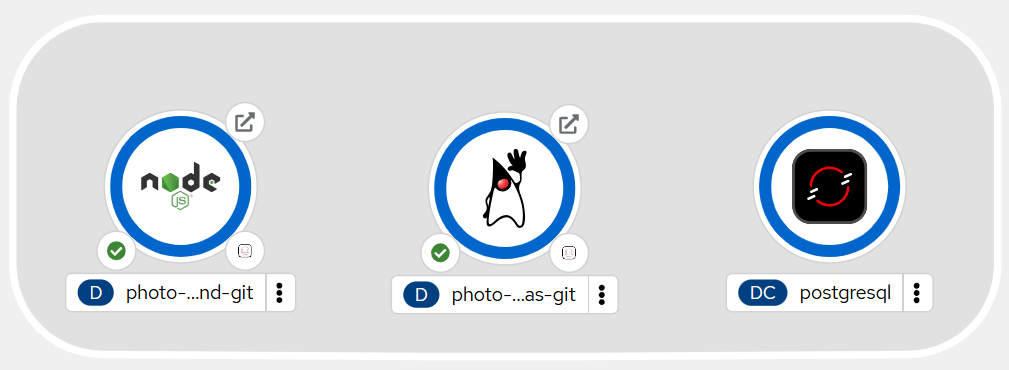 node
JS
D photo-...nd-git
D photo-...as-git
DC postgresql